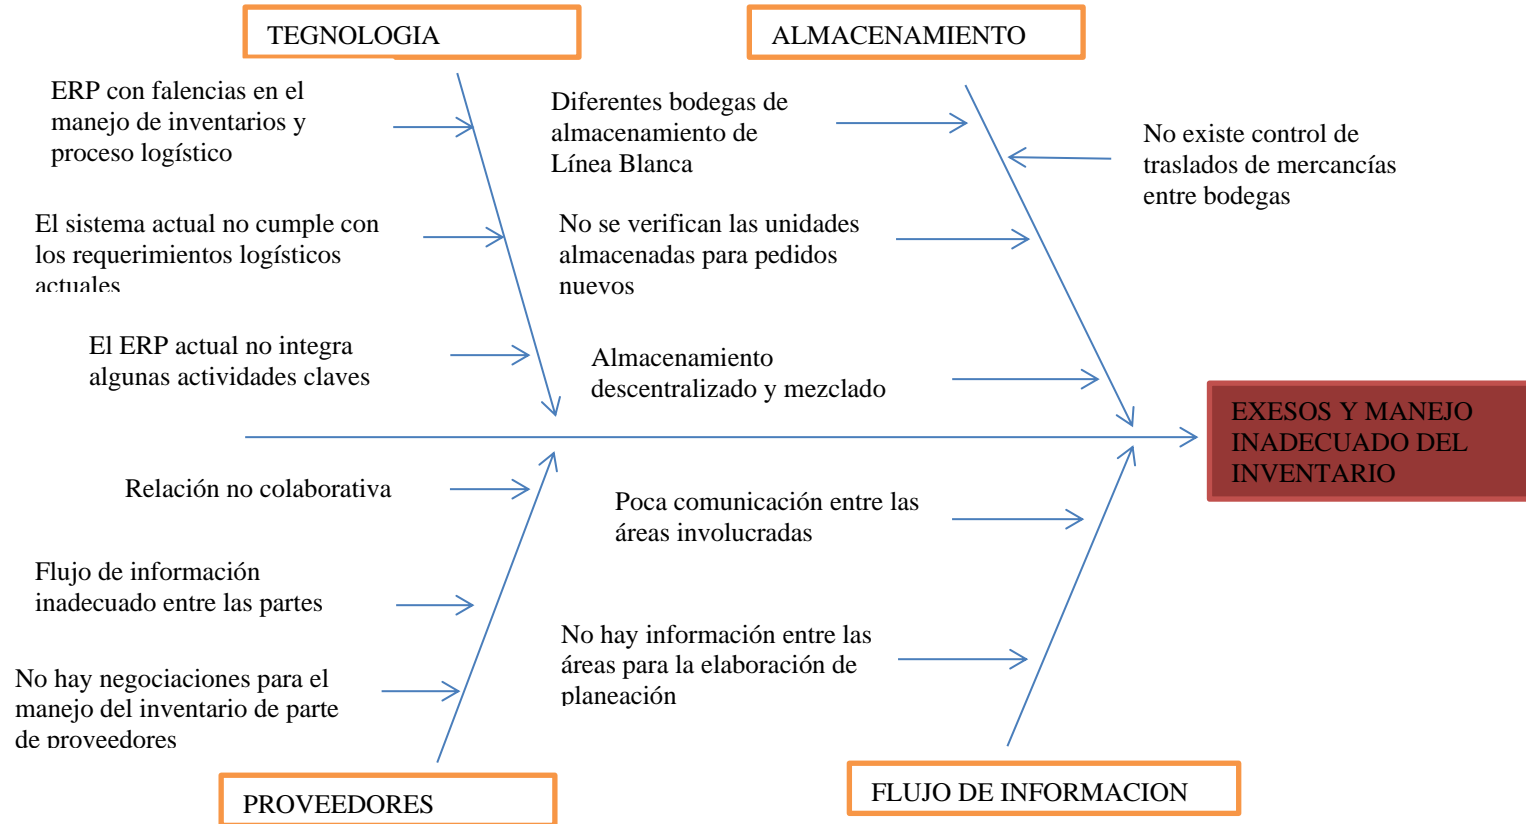 TEGNOLOGIA
ALMACENAMIENTO
ERP con falencias en el
manejo de inventarios y
proceso logístico
Diferentes bodegas de
almacenamiento de
Línea Blanca
No existe control de
traslados de mercancías
entre bodegas
El sistema actual no cumple con
los requerimientos logísticos
actuales
No se verifican las unidades
almacenadas para pedidos
nuevos
El ERP actual no integra
algunas actividades claves
Almacenamiento
descentralizado y mezclado
EXESOS Y MANEJO
INADECUADO DEL
INVENTARIO
Relación no colaborativa
Poca comunicación entre las
áreas involucradas
Flujo de información
inadecuado entre las partes
No hay información entre las
áreas para la elaboración de
planeación
No hay negociaciones para el
manejo del inventario de parte
de proveedores
PROVEEDORES
FLUJO DE INFORMACION